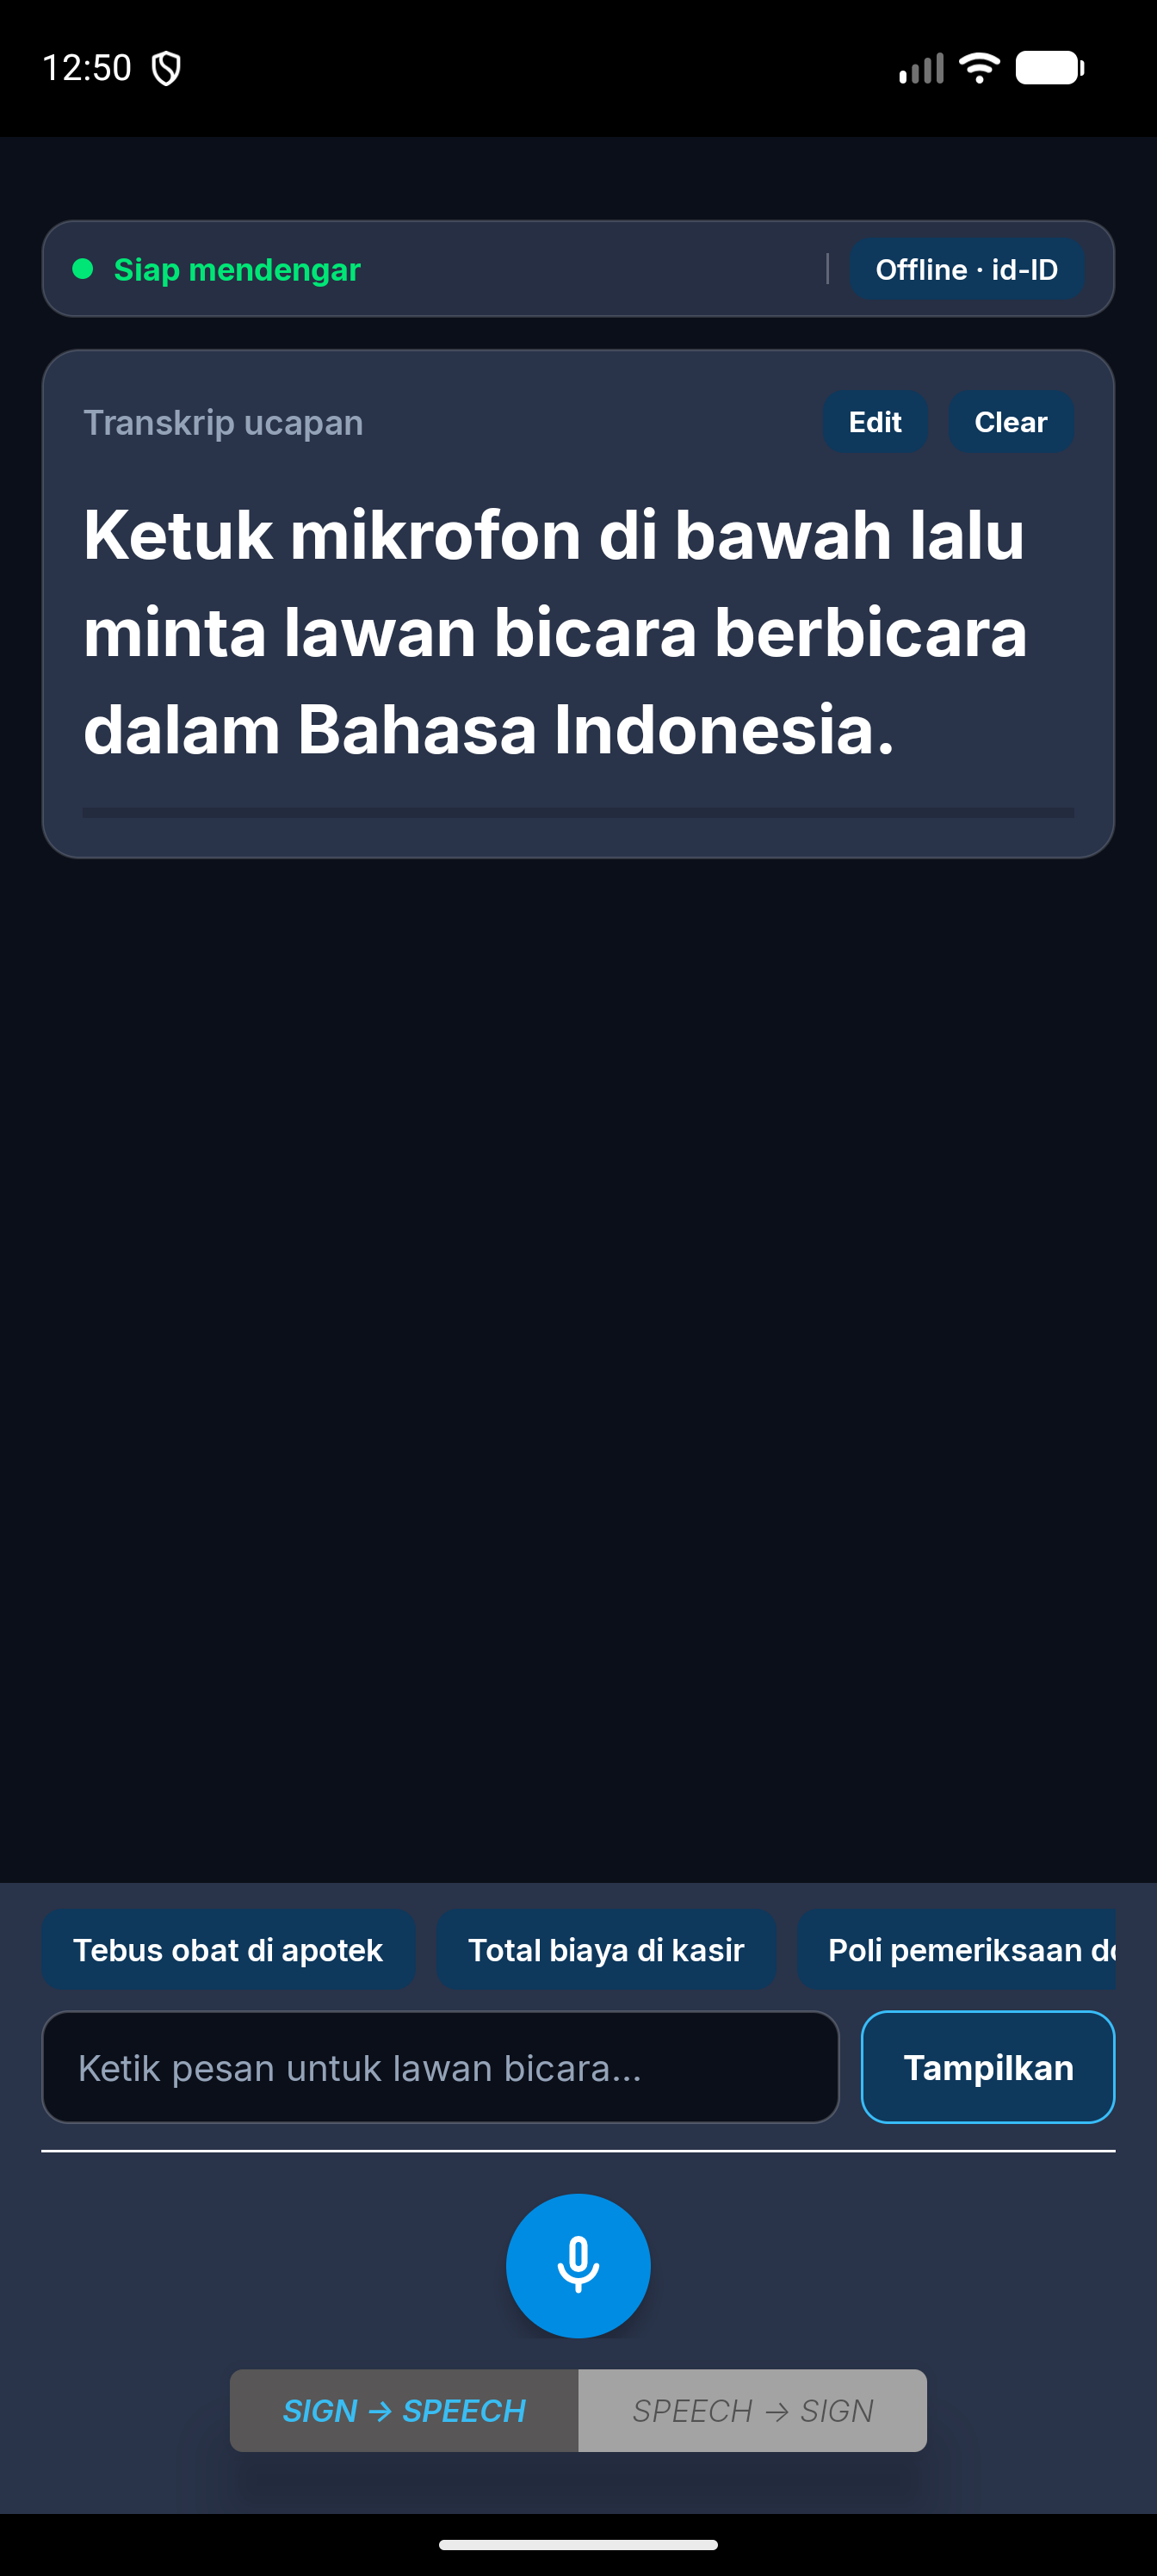 12:50
Siap mendengar
Offline · id-ID
Transkrip ucapan
Edit
Clear
Ketuk mikrofon di bawah lalu
minta lawan bicara berbicara
dalam Bahasa Indonesia.
Tebus obat di apotek
Total biaya di kasir
Poli pemeriksaan
Ketik pesan untuk lawan bicara...
Tampilkan
SIGN → SPEECH
SPEECH → SIGN